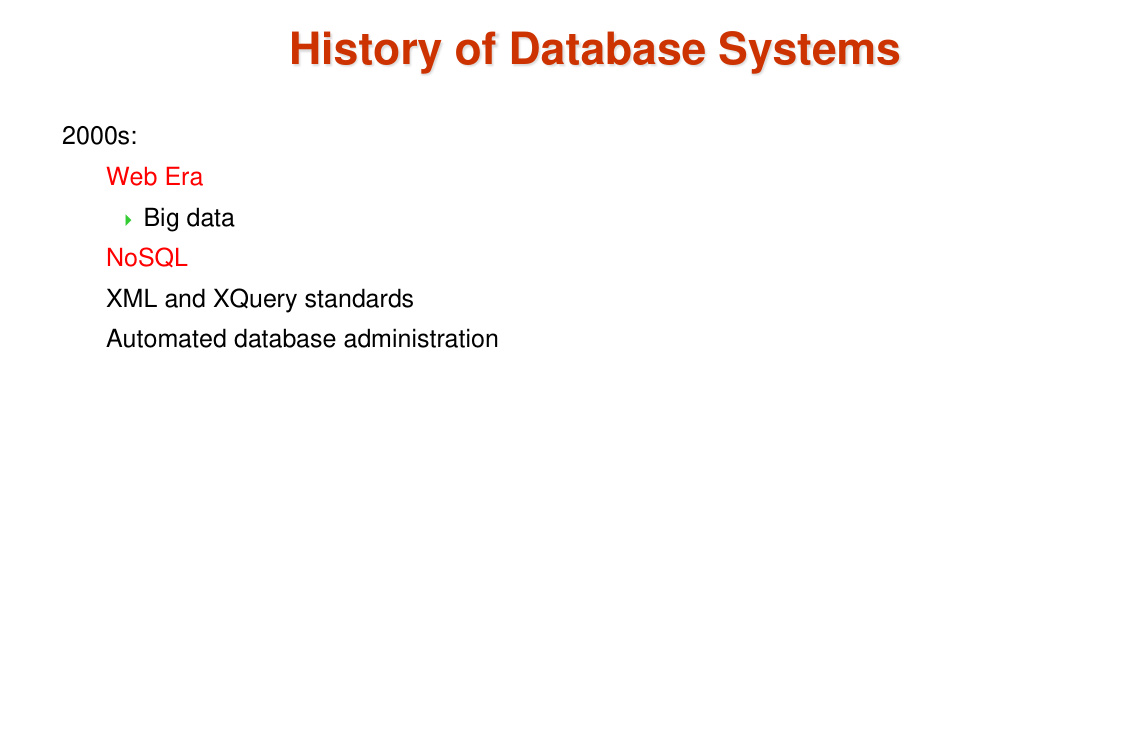 History of Database Systems
2000s:
Web Era
Big data
NoSQL
XML and XQuery standards
Automated database administration